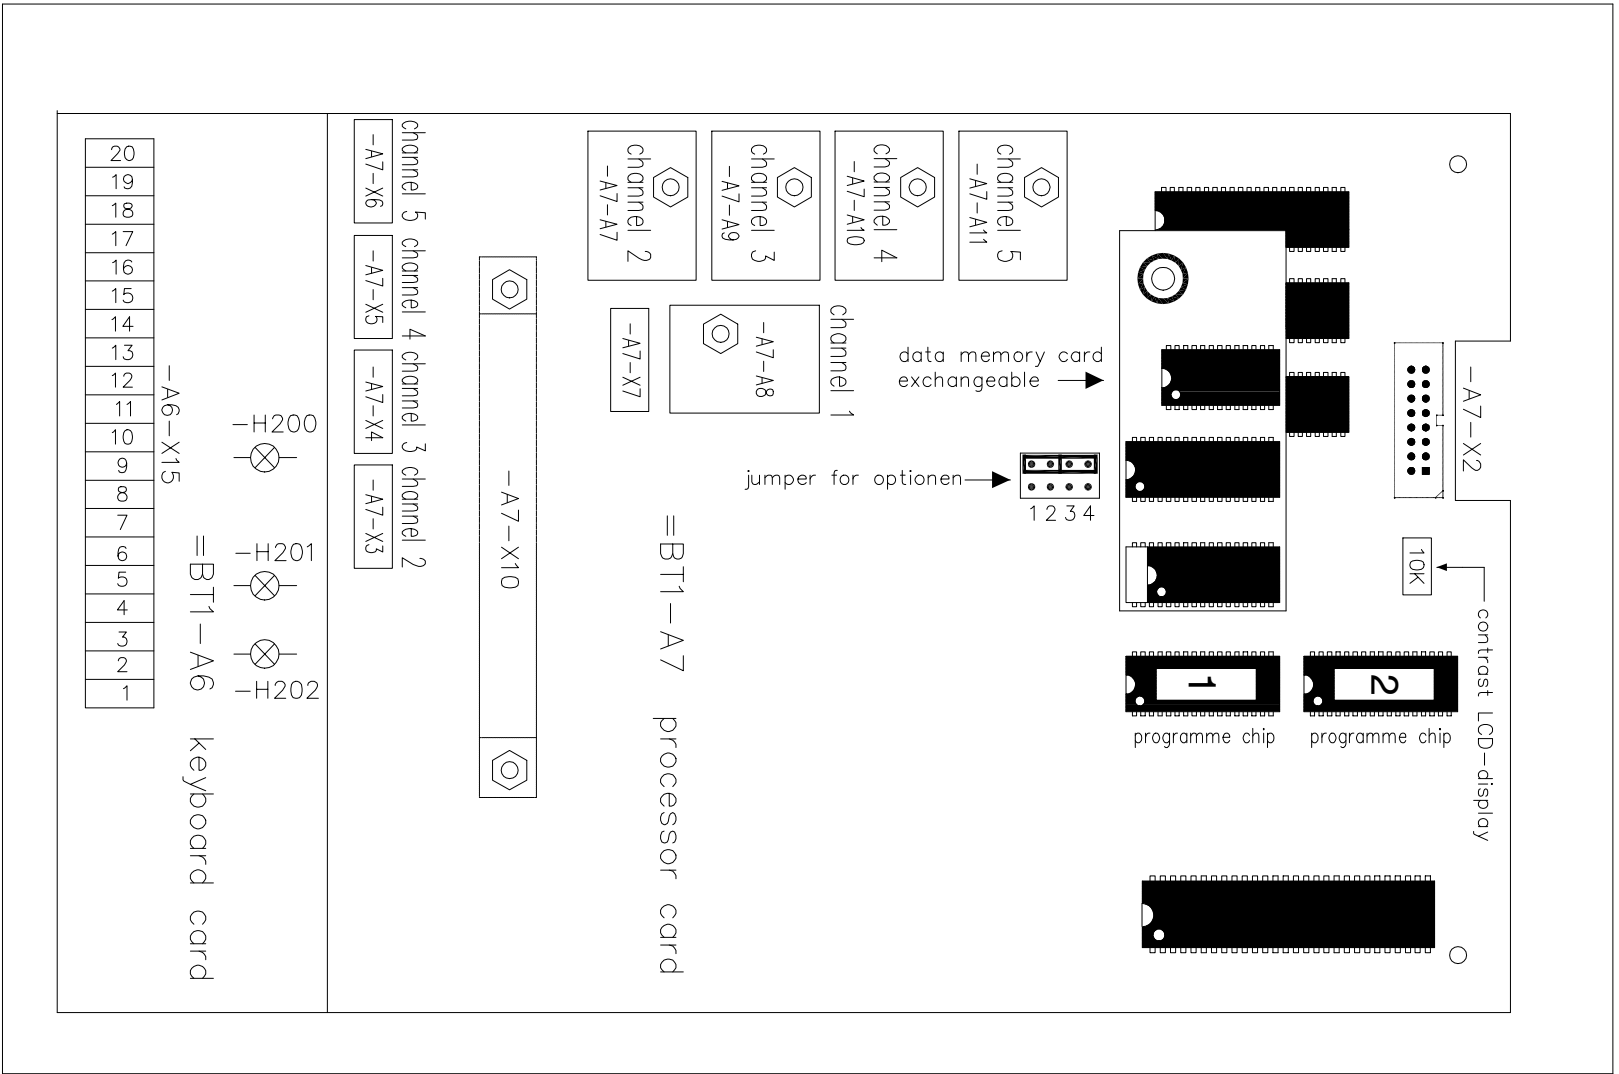 20
19
18
17
16
15
14
13
12
11
10
9
8
7
6
5
4
3
2
1
-A6-X15
-H200
-H201
-H202
=BT1-A6 keyboard card
-A7-X6
channel 5
-A7-X5
channel 4
-A7-X4
channel 3
-A7-X3
channel 2
-A7-X10
channel 2
-A7-A7
channel 3
-A7-A9
channel 4
-A7-A10
channel 5
-A7-A11
-A7-X7
-A7-A8
channel 1
=BT1-A7 processor card
data memory card
exchangeable
jumper for optionen
1 2 3 4
-A7-X2
10K
contrast LCD-display
1
programme chip
2
programme chip